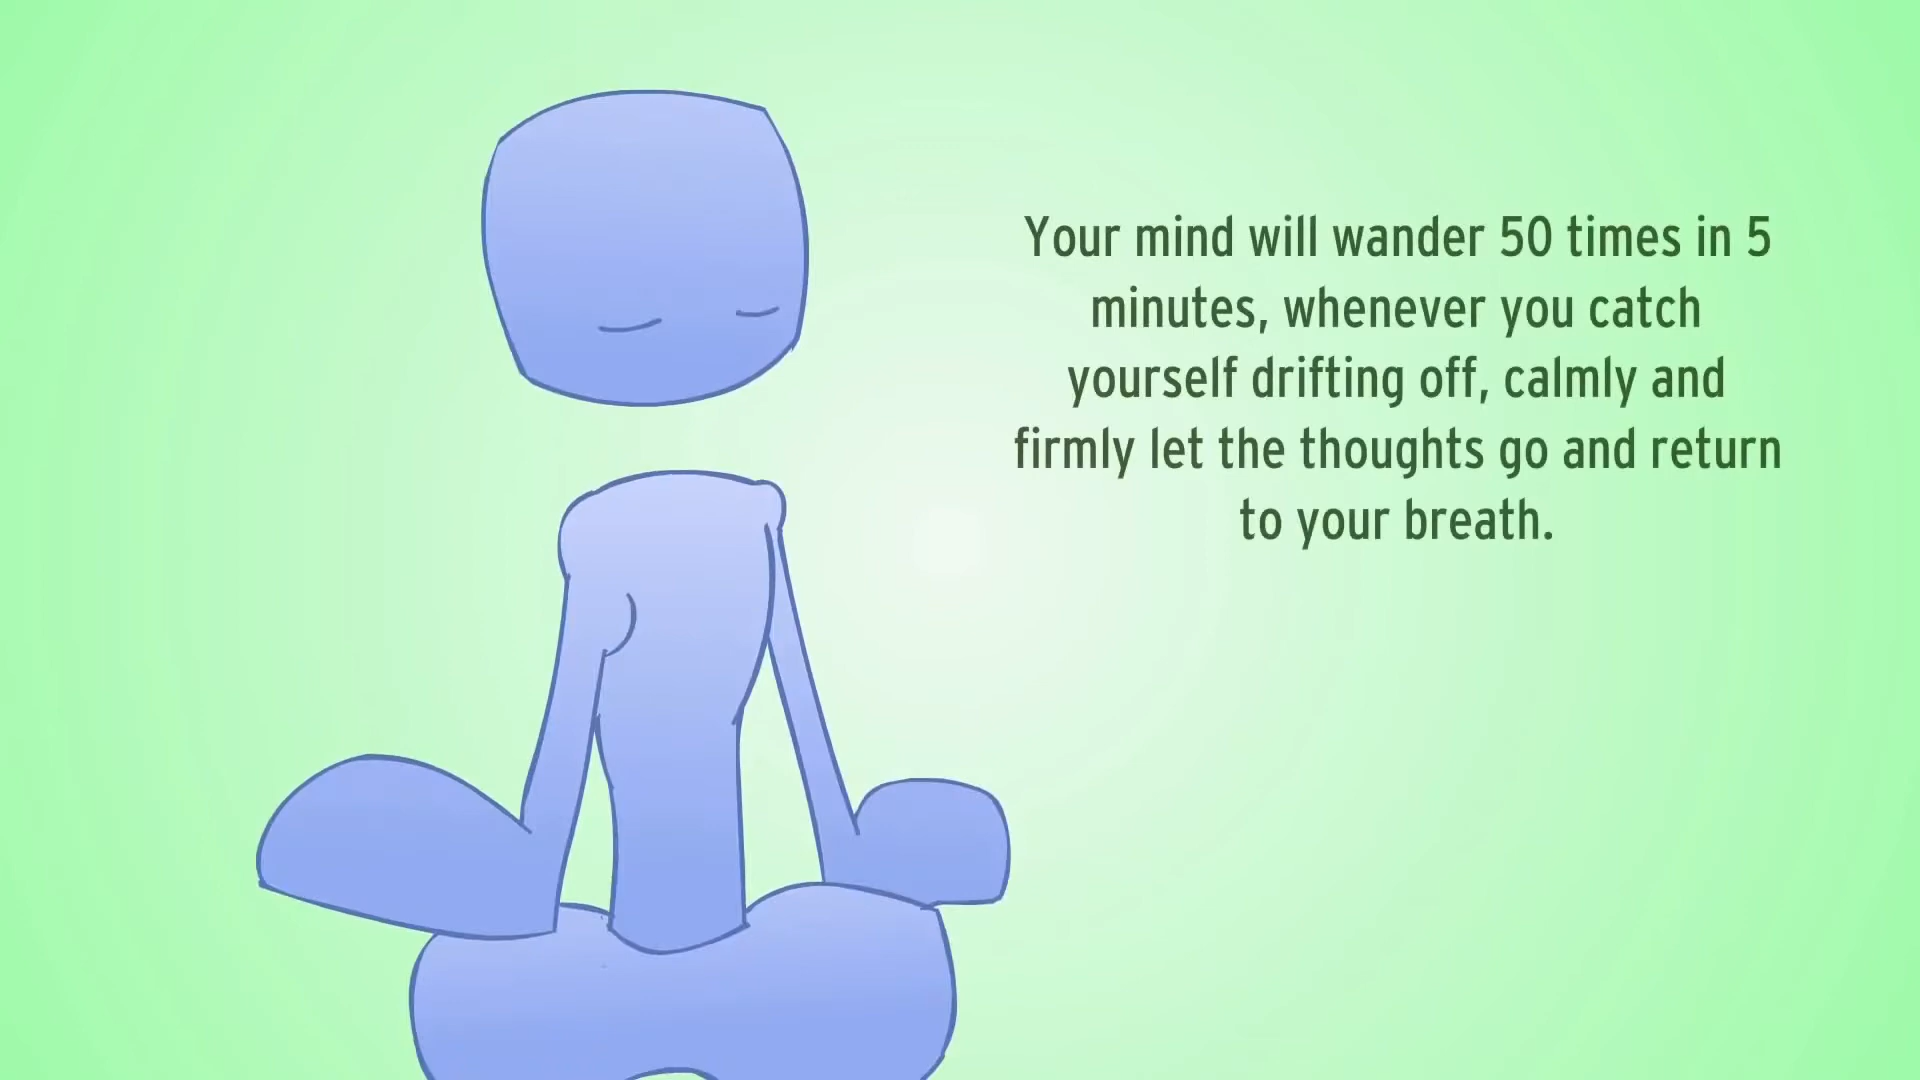 Your mind will wander 50 times in 5
minutes, whenever you catch
yourself drifting off, calmly and
firmly let the thoughts go and return
to your breath.